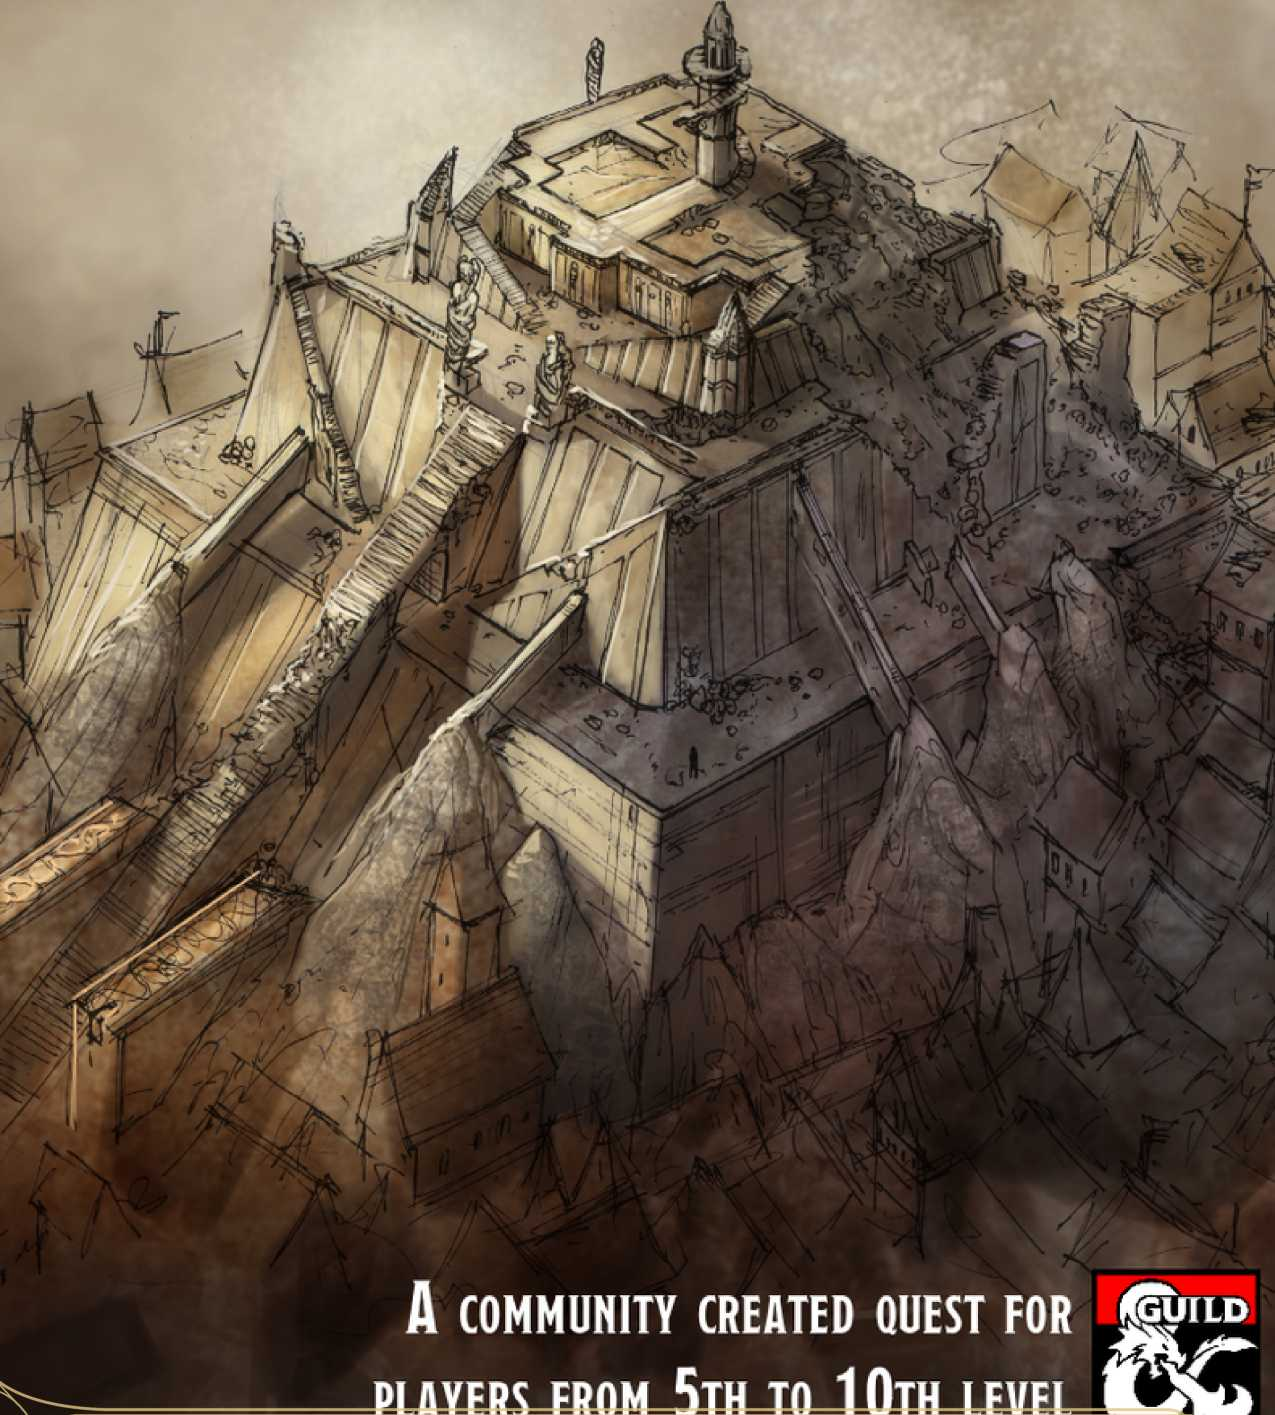 A COMMUNITY CREATED QUEST FOR
GUILD
PLAYERS FROM 5TH TO 10TH LEVEL